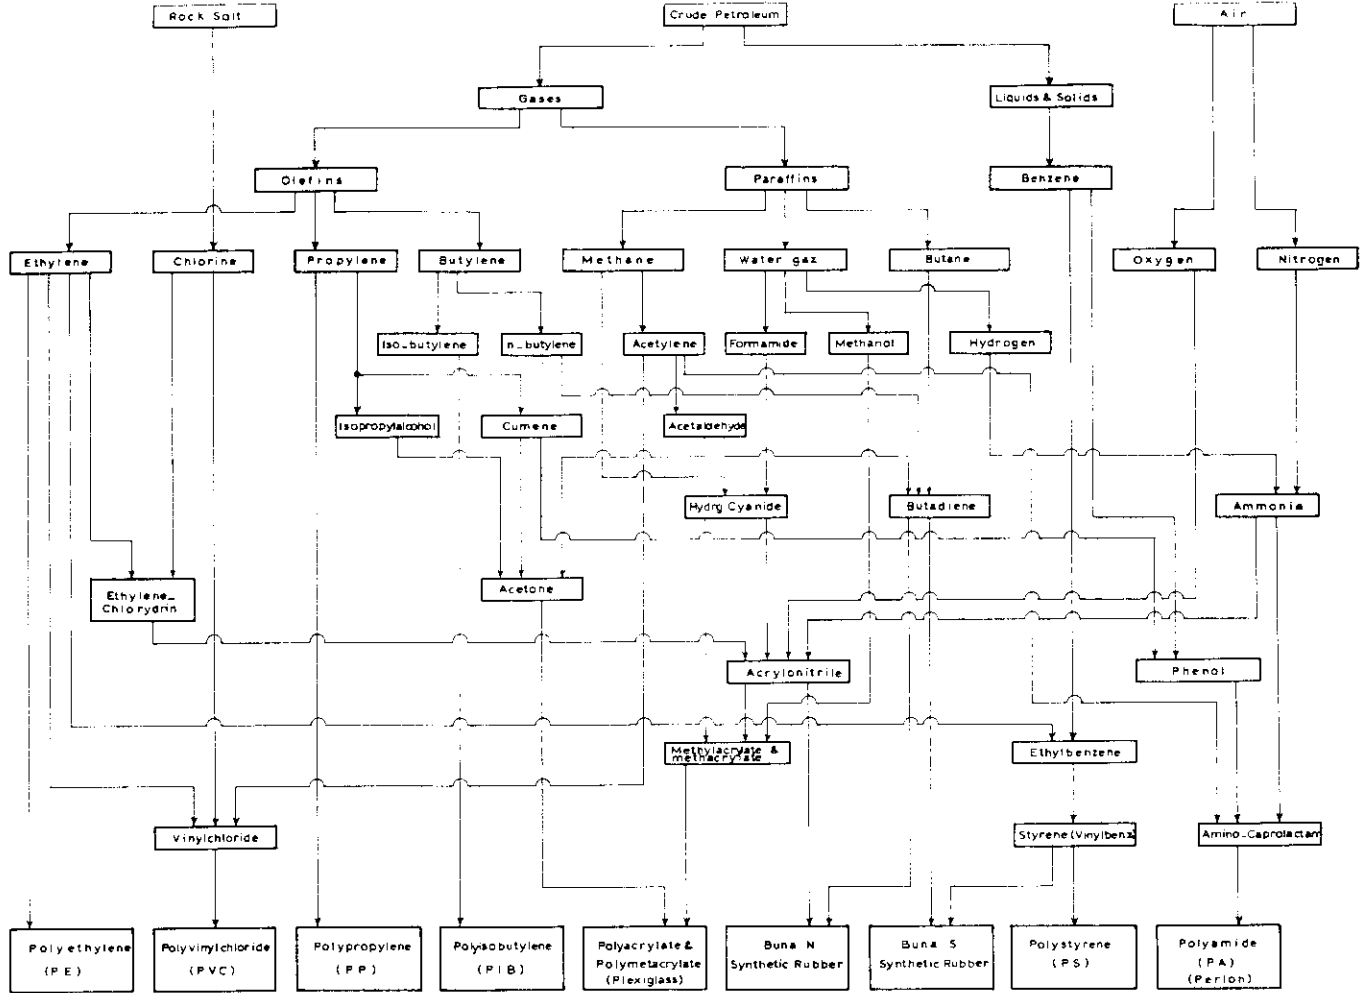 Rock Salt
Crude Petroleum
Air
Gases
Liquids & Solids
Olefins
Paraffins
Benzene
Ethylene
Chlorine
Propylene
Butylene
Methane
Water gaz
Butane
Oxygen
Nitrogen
Iso_butylene
n_butylene
Acetylene
Formamide
Methanol
Hydrogen
Isopropylalcohol
Cumene
Acetaldehyde
Hydrg Cyanide
Butadiene
Ammonia
Ethylene_
Chlorydrin
Acetone
Acrylonitrile
Phenol
Methylacrylate &
methacrylate
Ethylbenzene
Vinylchloride
Styrene (Vinylbenz.
Amino_Caprolactam
Polyethylene
(PE)
Polyvinylchloride
(PVC)
Polypropylene
(PP)
Polyisobutylene
(PIB)
Polyacrylate &
Polymetacrylate
(Plexiglass)
Buna N
Synthetic Rubber
Buna S
Synthetic Rubber
Polystyrene
(PS)
Polyamide
(PA)
(Perlon)